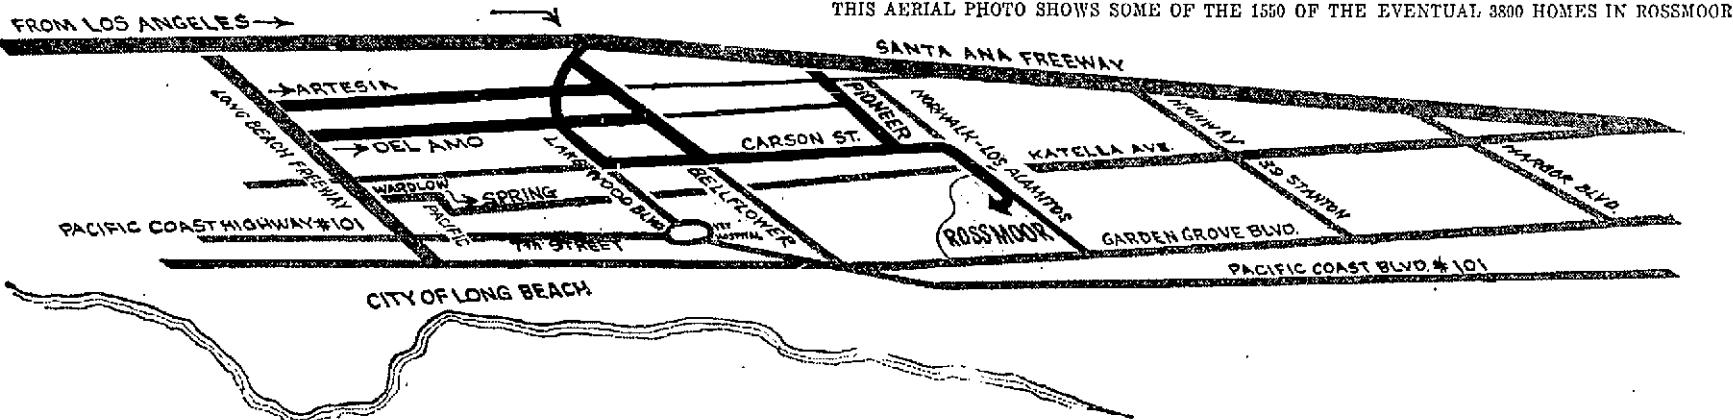 THIS AERIAL PHOTO SHOWS SOME OF THE 1550 OF THE EVENTUAL 3800 HOMES IN ROSSMOOR
FROM LOS ANGELES
SANTA ANA FREEWAY
ARTESIA
LONG BEACH FREEWAY
PIONEER
NORWALK-LOS ALAMITOS
HIGHWAY
#39 STANTON
HARBOR BLVD.
DEL AMO
LAKEWOOD BLVD
CARSON ST.
KATELLA AVE.
WARDLOW
SPRING
PACIFIC
BELLFLOWER
PACIFIC COAST HIGHWAY #101
7TH STREET
VET
HOSPITAL
ROSSMOOR
GARDEN GROVE BLVD.
PACIFIC COAST BLVD. #101
CITY OF LONG BEACH